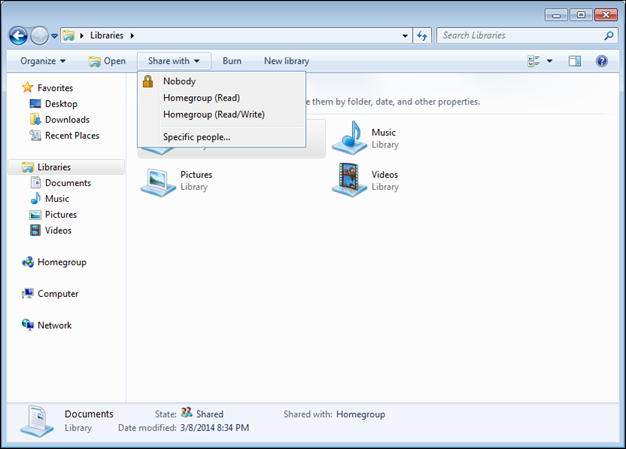 Libraries
Search Libraries
Organize Open Share with Burn New library
Nobody
Homegroup (Read)
Homegroup (Read/Write)
Specific people...
Favorites
Desktop
Downloads
Recent Places
Libraries
Documents
Music
Pictures
Videos
Homegroup
Computer
Network
e them by folder, date, and other properties.
Music
Library
Pictures
Library
Videos
Library
Documents State: Shared Shared with: Homegroup
Library Date modified: 3/8/2014 8:34 PM